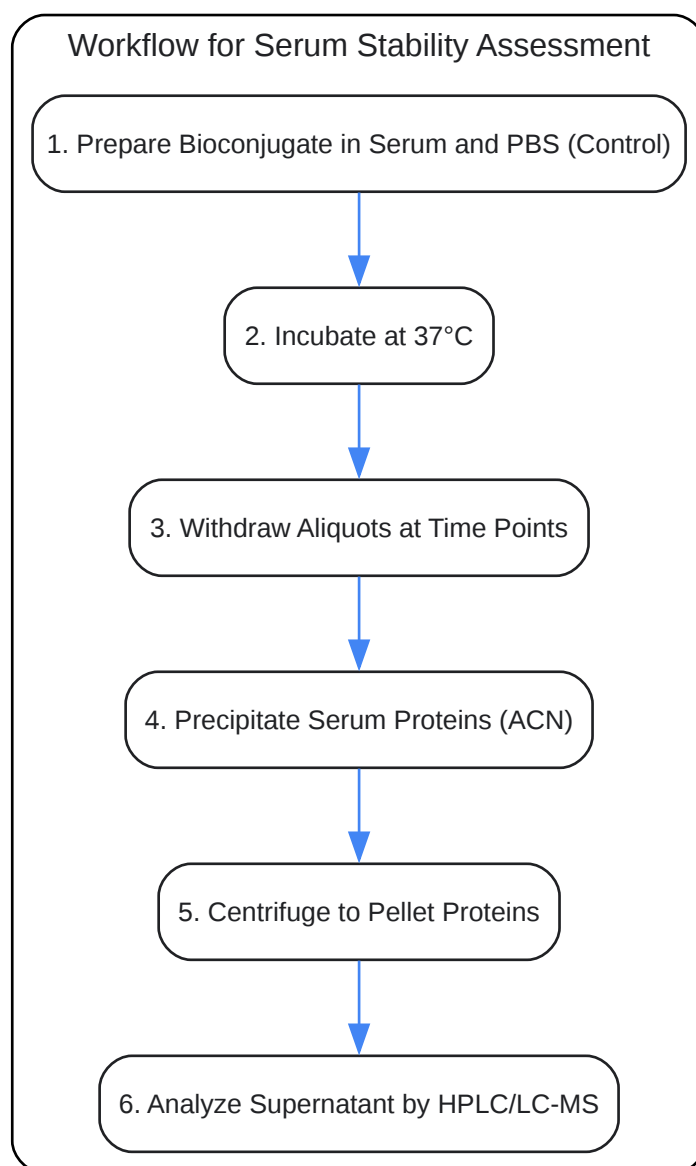 Workflow for Serum Stability Assessment
1. Prepare Bioconjugate in Serum and PBS (Control)
2. Incubate at 37°C
3. Withdraw Aliquots at Time Points
4. Precipitate Serum Proteins (ACN)
5. Centrifuge to Pellet Proteins
6. Analyze Supernatant by HPLC/LC-MS